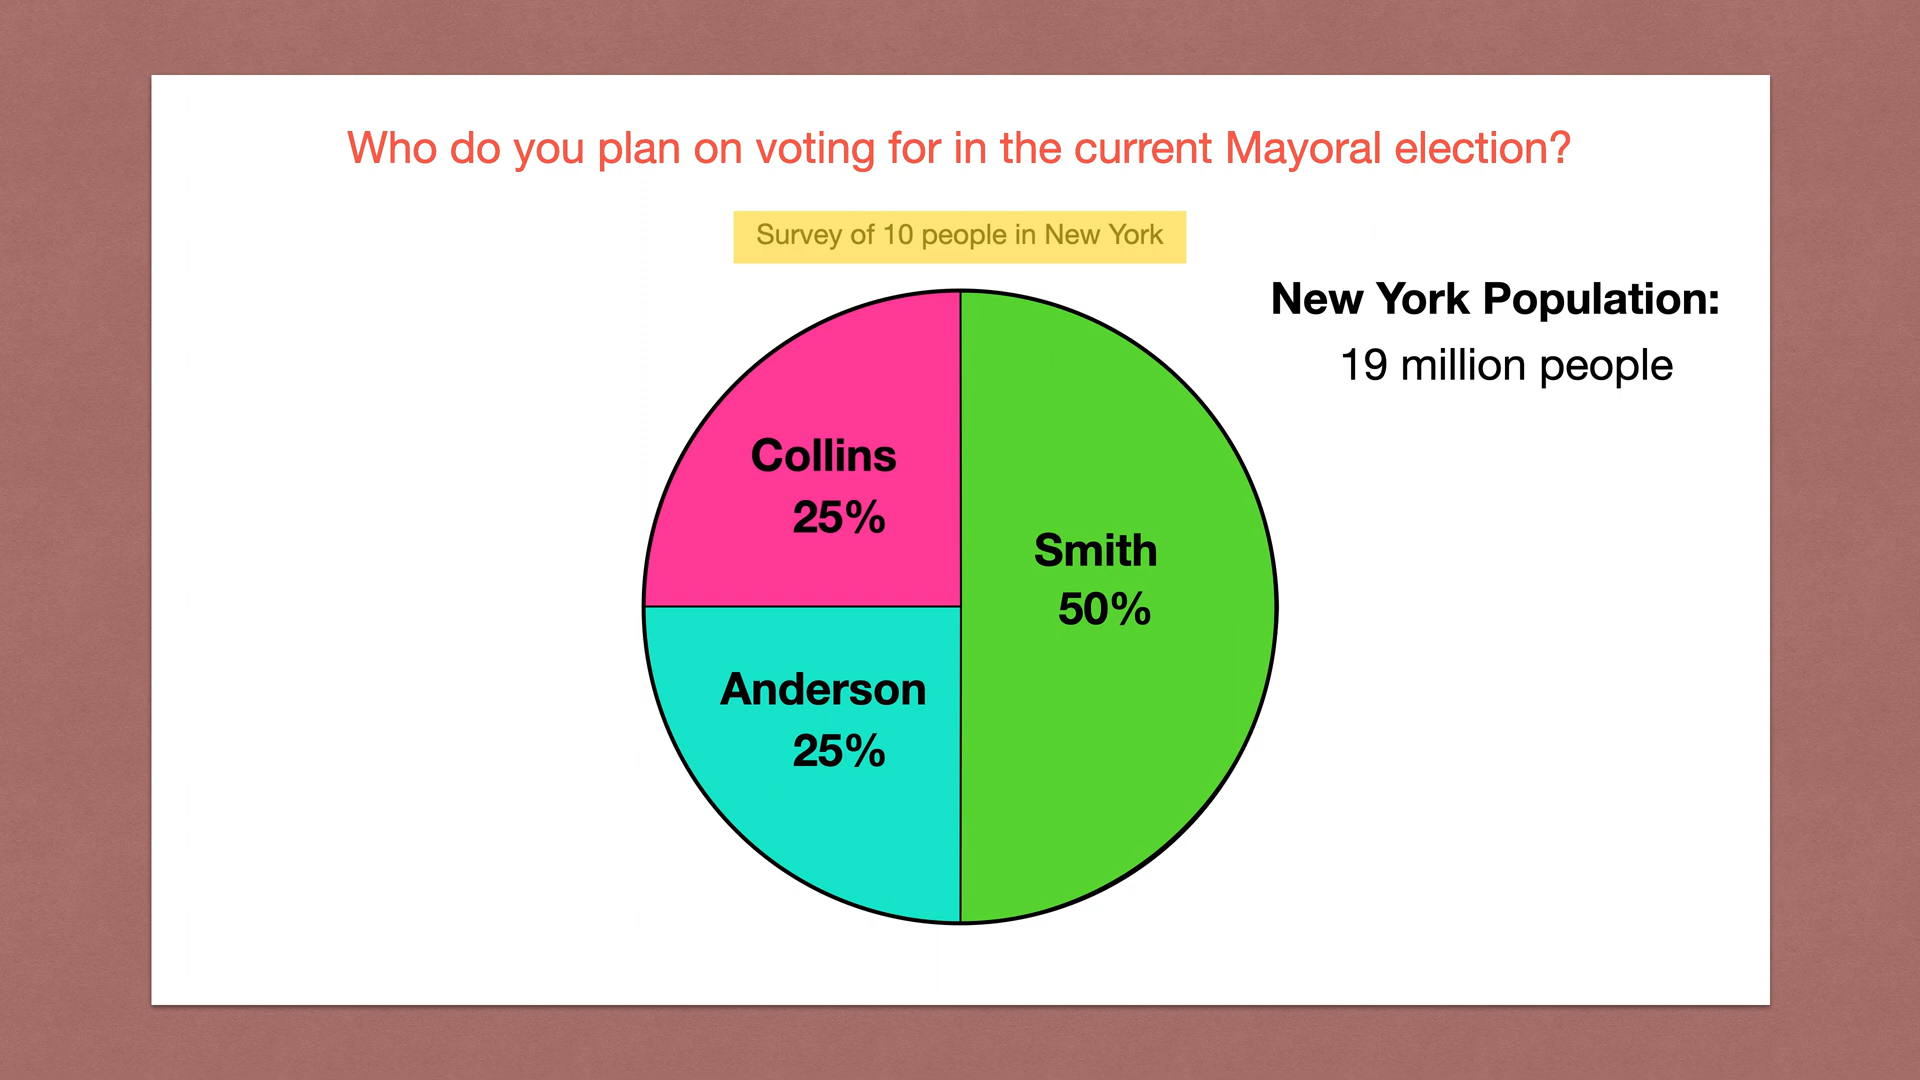 Who do you plan on voting for in the current Mayoral election?
Survey of 10 people in New York
New York Population:
19 million people
Collins
25%
Smith
50%
Anderson
25%